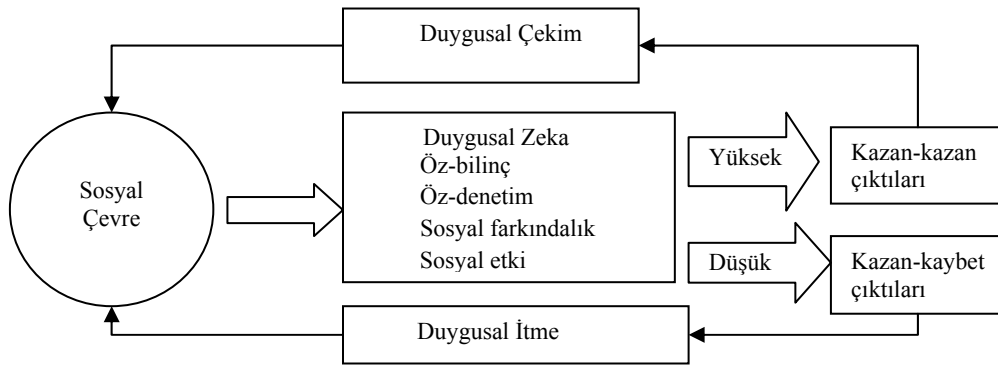 Duygusal Çekim
Sosyal
Çevre
Duygusal Zeka
Öz-bilinç
Öz-denetim
Sosyal farkındalık
Sosyal etki
Yüksek
Düşük
Kazan-kazan
çıktıları
Kazan-kaybet
çıktıları
Duygusal İtme